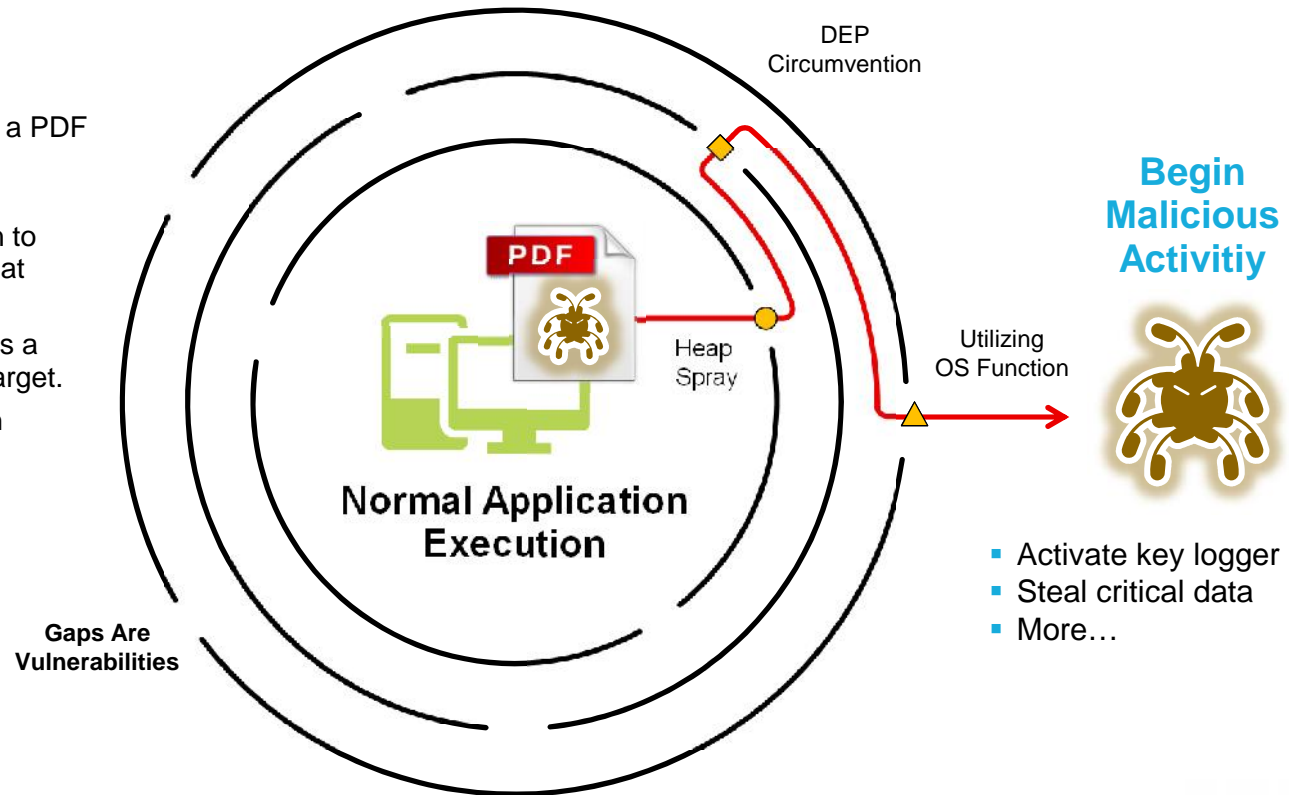 a PDF
n to
at
s a
arget.
n
DEP
Circumvention
PDF
Heap
Spray
Normal Application
Execution
Utilizing
OS Function
Begin
Malicious
Activitiy
▪ Activate key logger
▪ Steal critical data
▪ More…
Gaps Are
Vulnerabilities